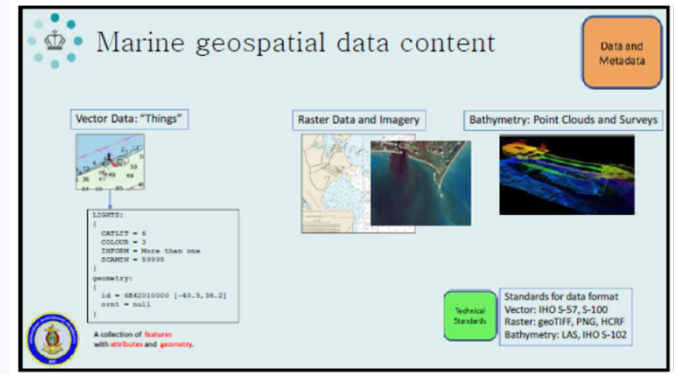 Marine geospatial data content
Data and
Metadata
Vector Data: “Things”
Raster Data and Imagery
Bathymetry: Point Clouds and Surveys
LIGHTS:
{
CATLIT = 6
COLOUR = 3
INFORM = More than one
SCAMIN = 59999
}
geometry:
{
id = 6E42010000 [-40.5,36.2]
ornt = null
}
A collection of features
with attributes and geometry.
Technical
Standards
Standards for data format
Vector: IHO S-57, S-100
Raster: geoTIFF, PNG, HCRF
Bathymetry: LAS, IHO S-102